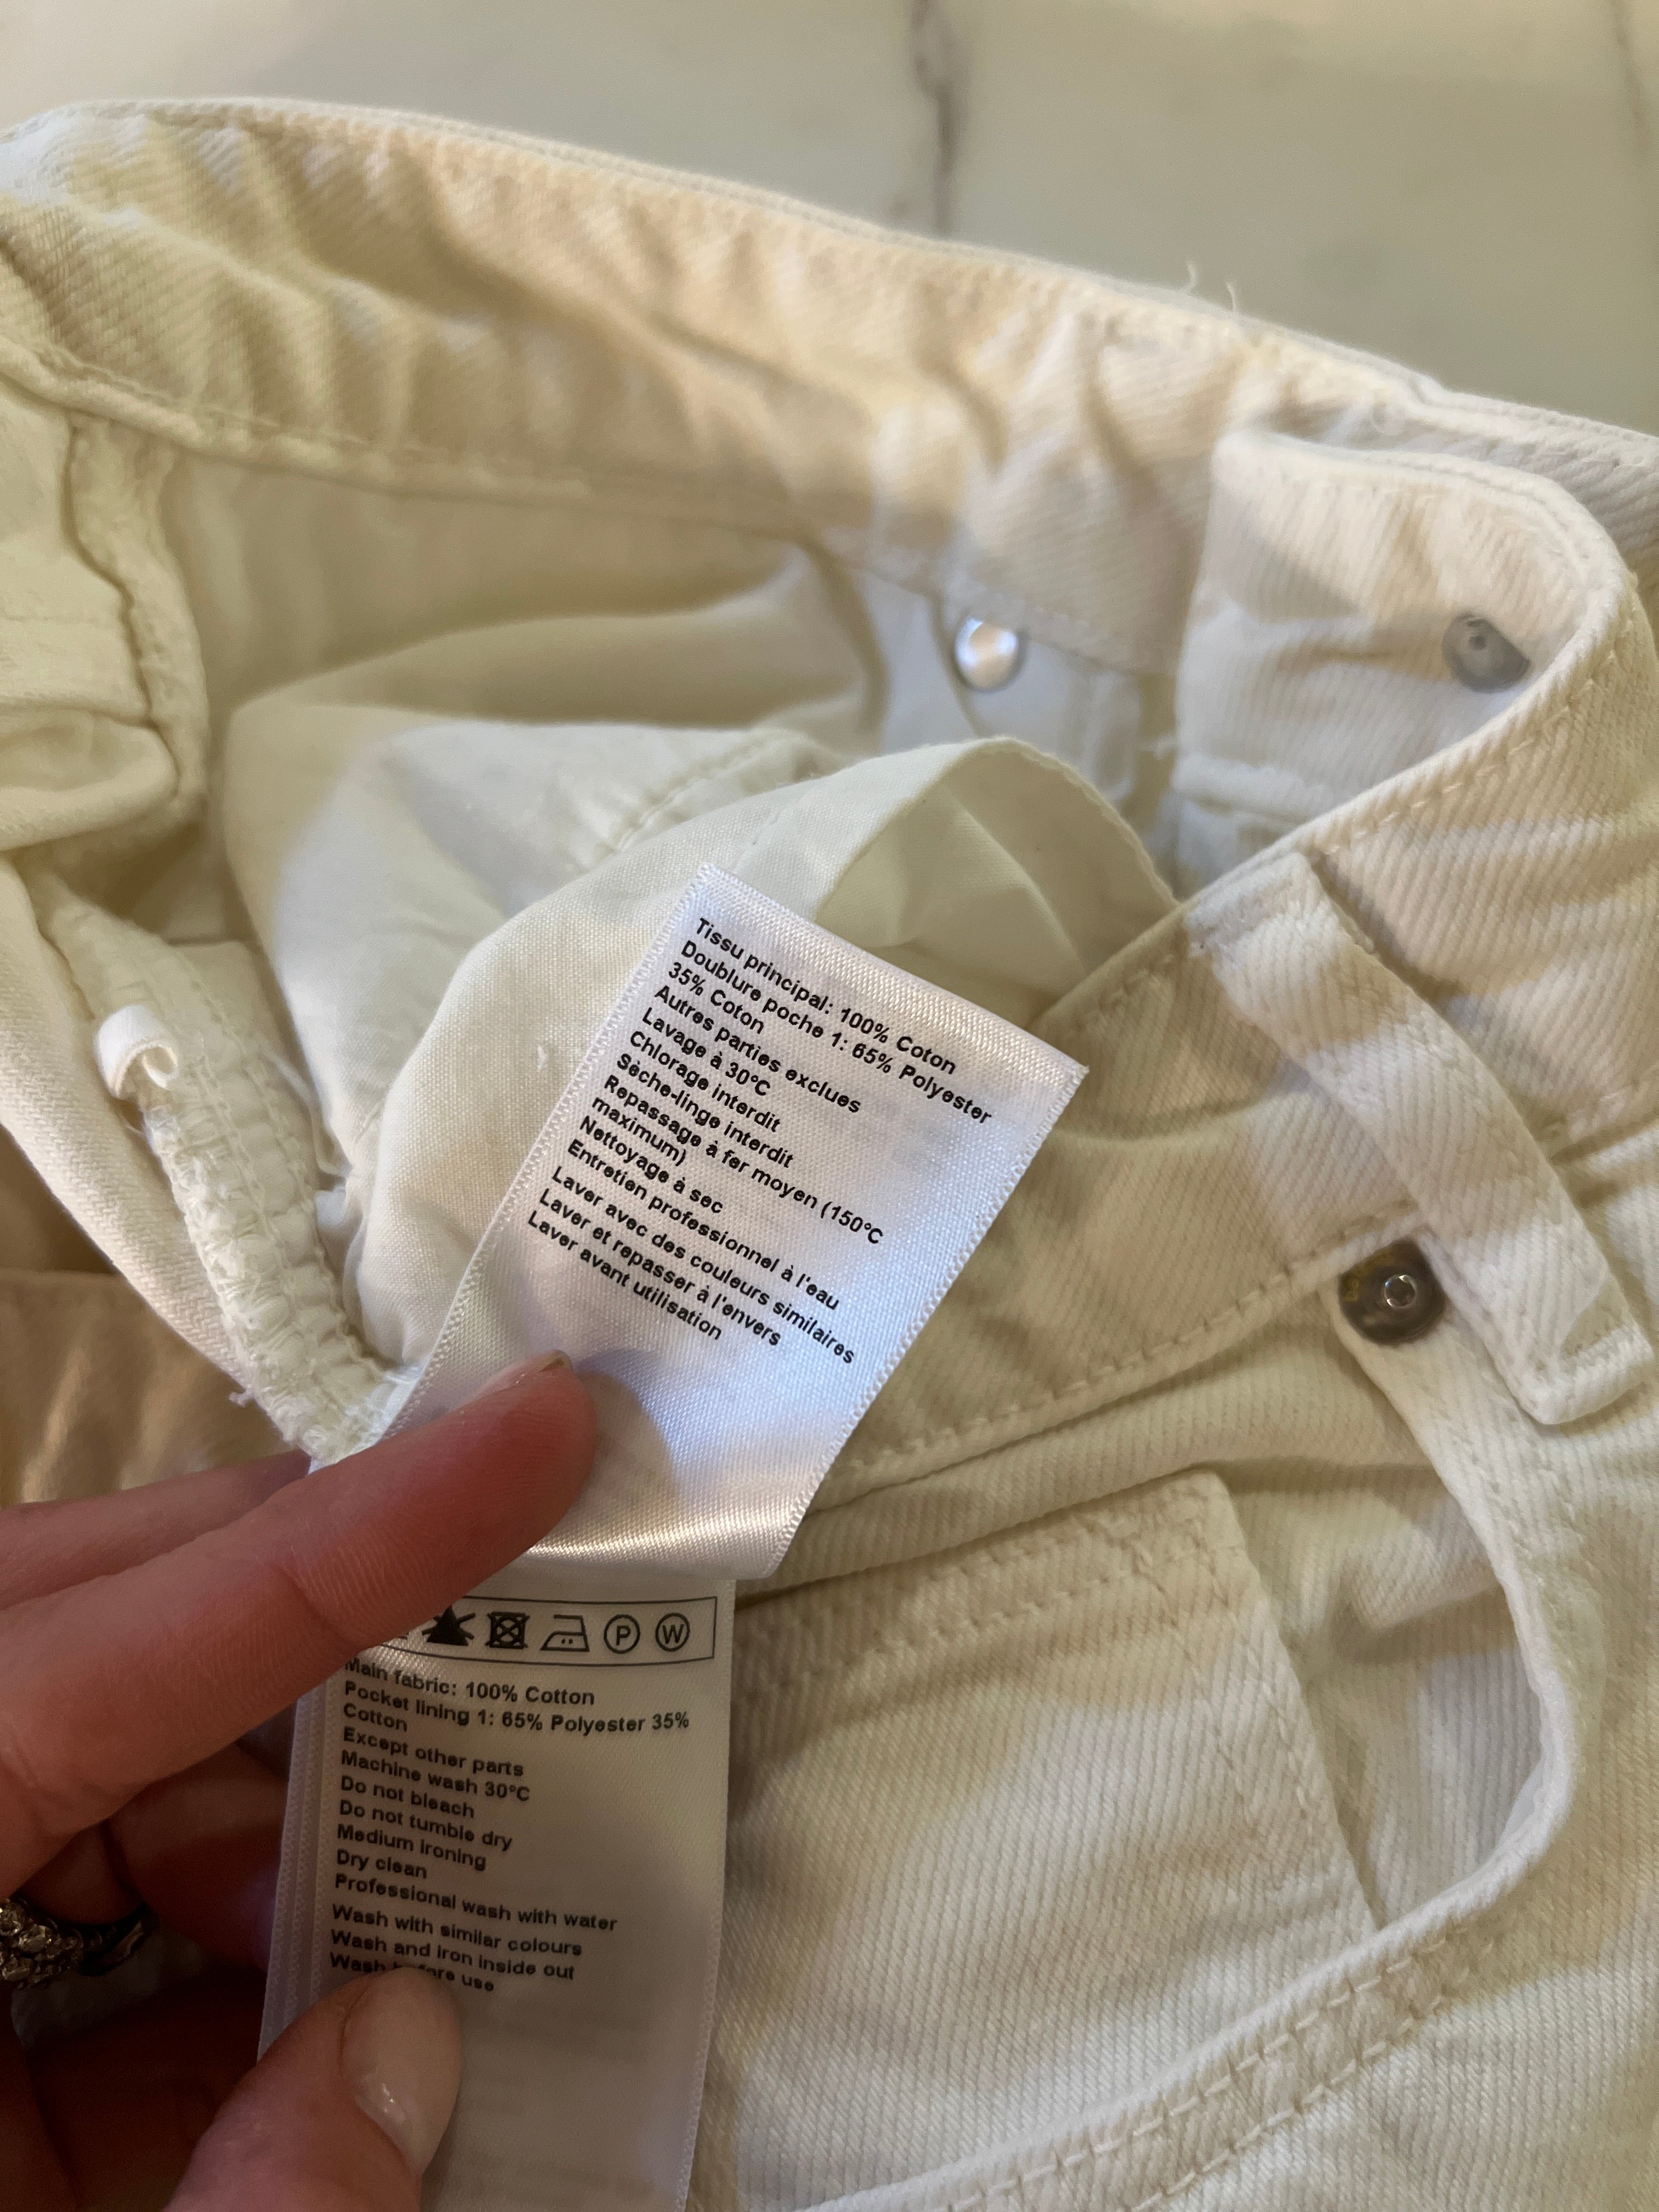 Tissu principal: 100% Coton
Doublure poche 1: 65% Polyester
35% Coton
Autres parties exclues
Lavage à 30°C
Chlorage interdit
Sèche-linge interdit
Repassage à fer moyen (150°C
maximum)
Nettoyage à sec
Entretien professionnel à l'eau
Laver avec des couleurs similaires
Laver et repasser à l'envers
Laver avant utilisation
P W
Main fabric: 100% Cotton
Pocket lining 1: 65% Polyester 35%
Cotton
Except other parts
Machine wash 30°C
Do not bleach
Do not tumble dry
Medium ironing
Dry clean
Professional wash with water
Wash with similar colours
Wash and iron inside out
Wash before use